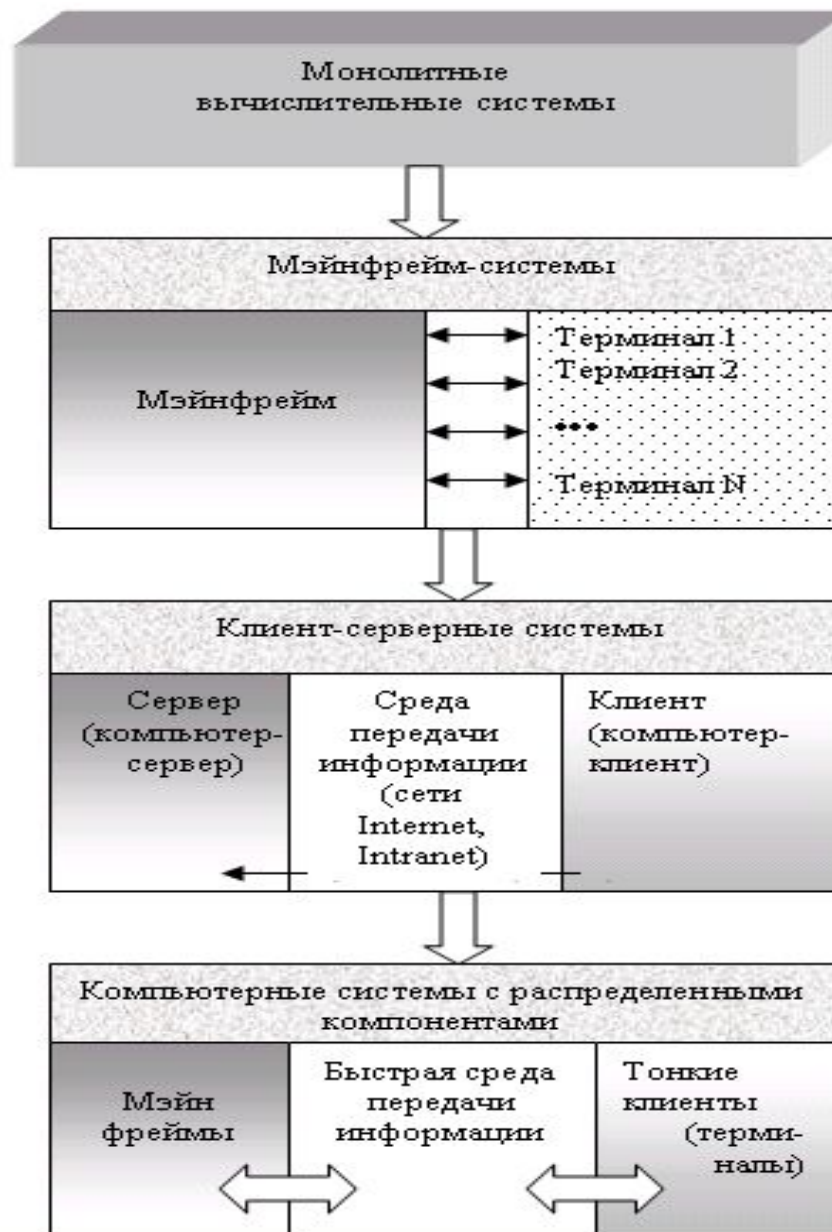 Монолитные
вычислительные системы
Мэйнфрейм-системы
Мэйнфрейм
Терминал 1
Терминал 2
•••
Терминал N
Клиент-серверные системы
Сервер
(компьютер-
сервер)
Среда
передачи
информации
(сети
Internet,
Intranet)
Клиент
(компьютер-
клиент)
Компьютерные системы с распределенными
компонентами
Мэйн
фреймы
Быстрая среда
передачи
информации
Тонкие
клиенты
(терми-
налы)